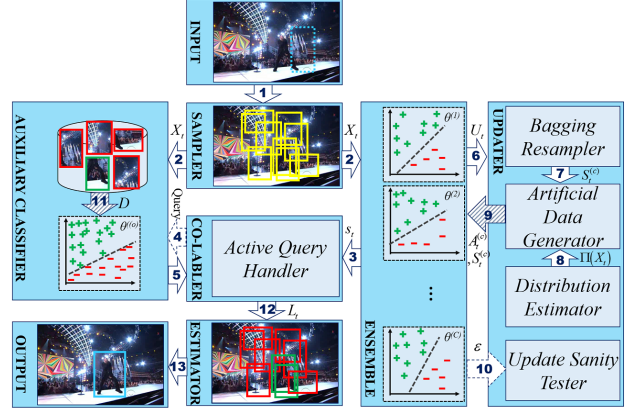 INPUT
1
AUXILIARY CLASSIFIER
X_t
2
SAMPLER
X_t
2
θ^(1)
U_t
6
UPDATER
Bagging
Resampler
7
S_t^(c)
11
D
θ^(o)
Query
4
5
CO-LABLER
Active Query
Handler
s_t
3
θ^(2)
9
A_t^(c)
,S_t^(c)
Artificial
Data
Generator
8
Π(X_t)
Distribution
Estimator
⋮
12
L_t
OUTPUT
13
ESTIMATOR
ENSEMBLE
θ^(C)
ε
10
Update Sanity
Tester